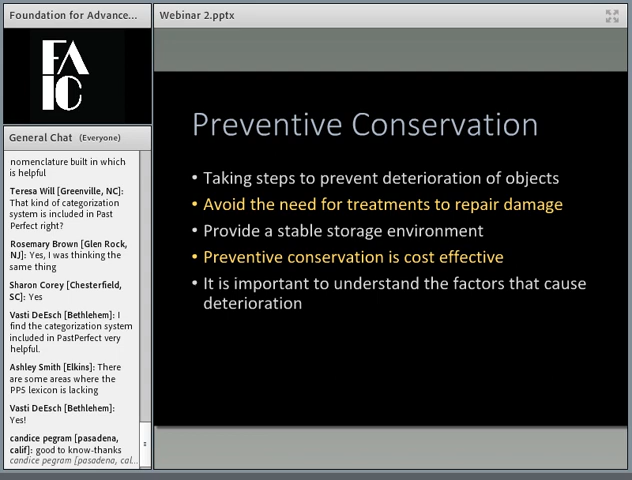 Foundation for Advance...
FAIC
General Chat (Everyone)
nomenclature built in which
is helpful
Teresa Will [Greenville, NC]:
That kind of categorization
system is included in Past
Perfect right?
Rosemary Brown [Glen Rock,
NJ]: Yes, I was thinking the
same thing
Sharon Corey [Chesterfield,
SC]: Yes
Vasti DeEsch [Bethlehem]: I
find the categorization system
included in PastPerfect very
helpful.
Ashley Smith [Elkins]: There
are some areas where the
PP5 lexicon is lacking
Vasti DeEsch [Bethlehem]:
Yes!
candice pegram [pasadena,
calif]: good to know-thanks
candice pegram [pasadena, cal...
Webinar 2.pptx
Preventive Conservation
• Taking steps to prevent deterioration of objects
• Avoid the need for treatments to repair damage
• Provide a stable storage environment
• Preventive conservation is cost effective
• It is important to understand the factors that cause
deterioration